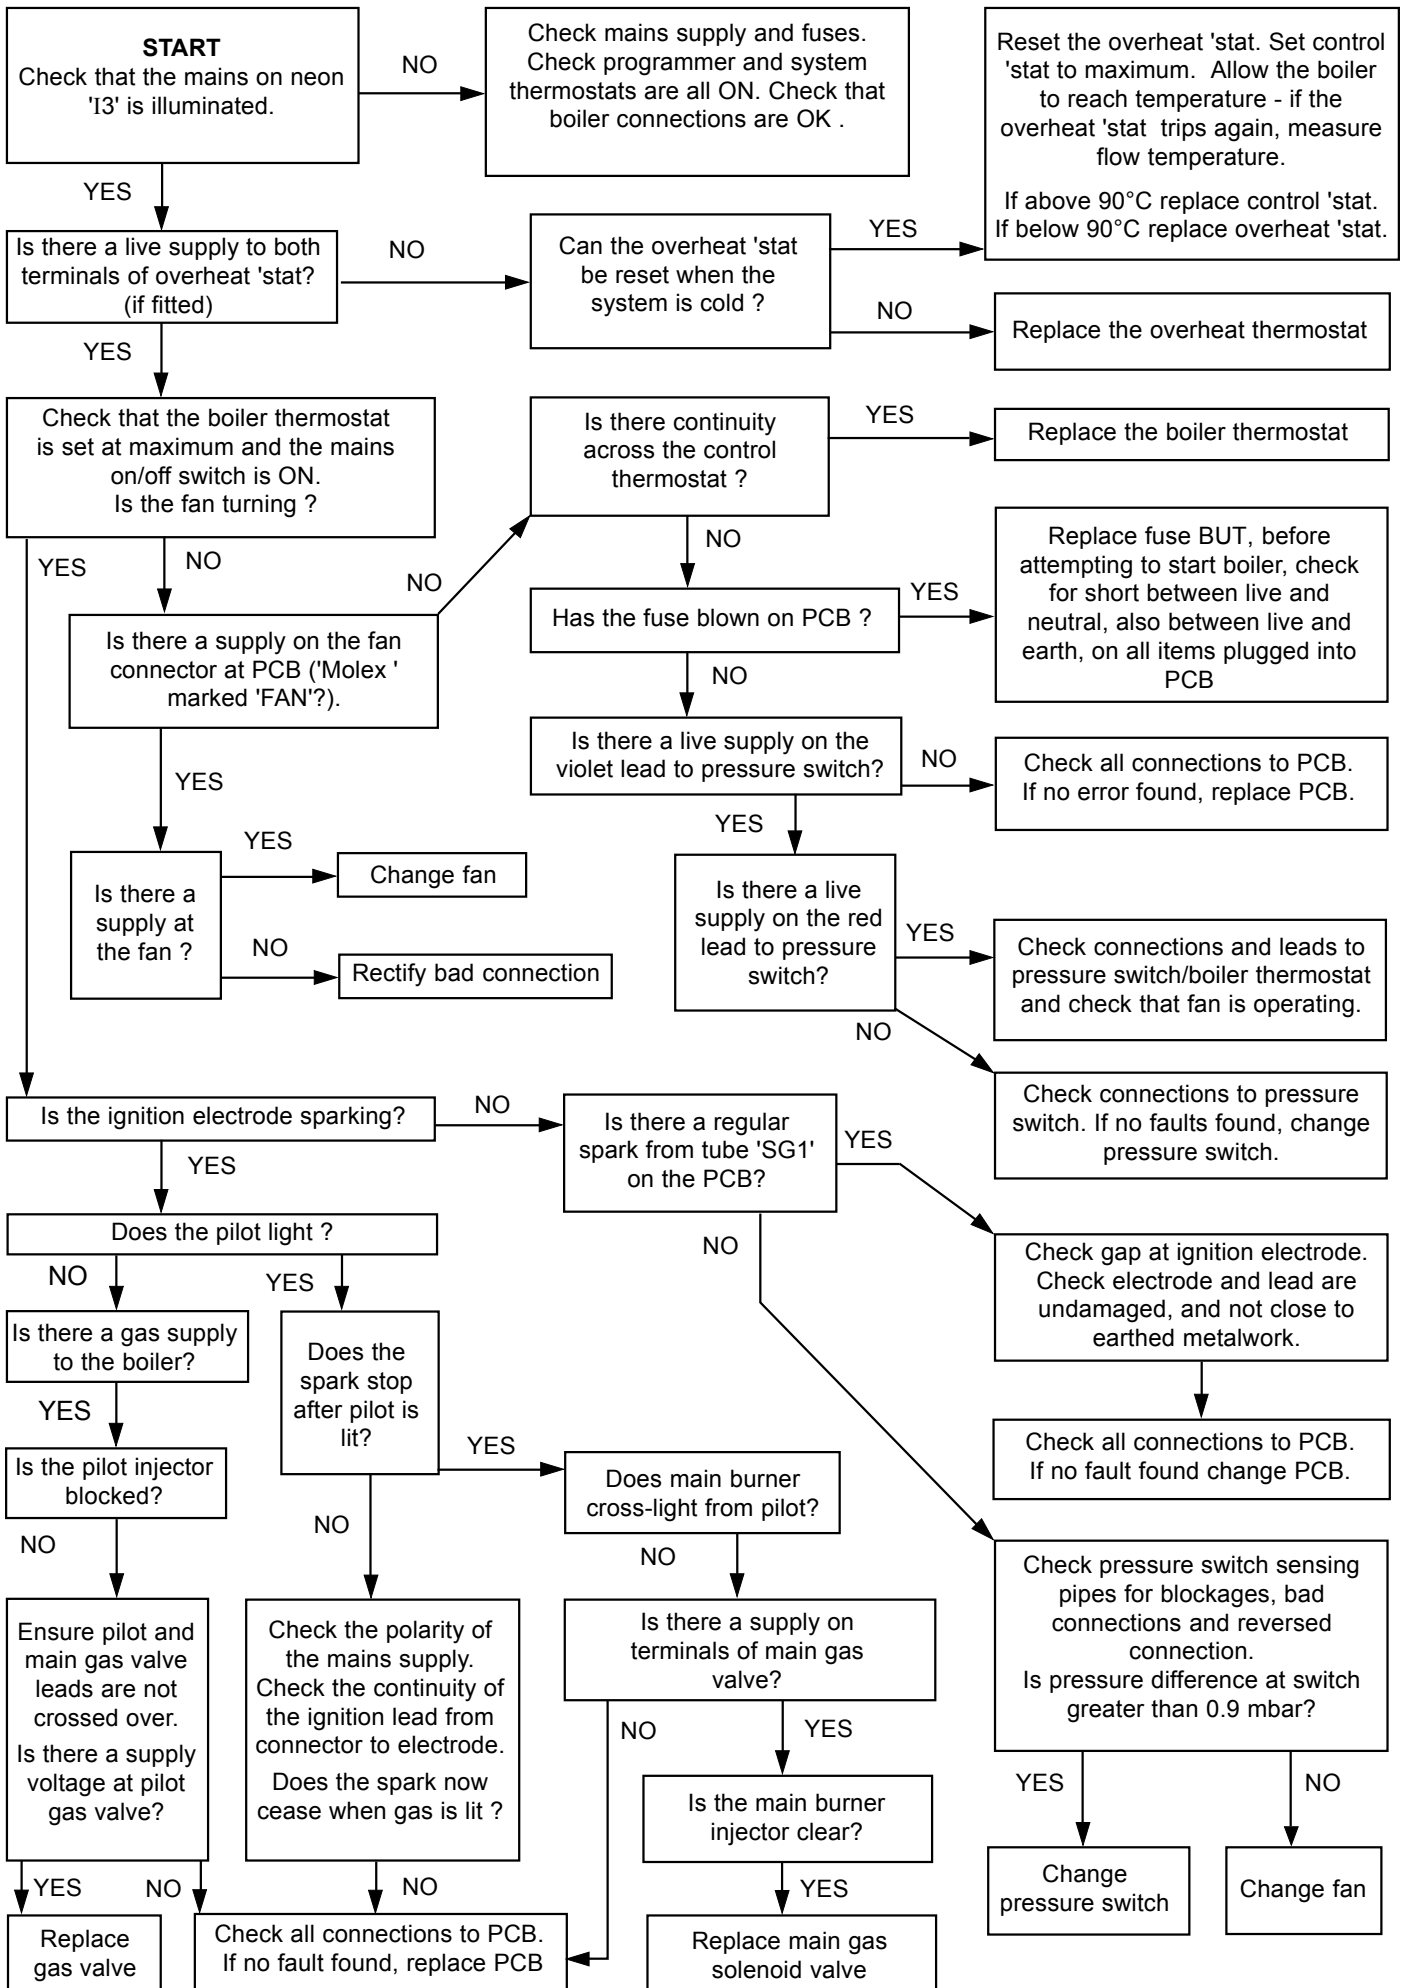 START
Check that the mains on neon
'I3' is illuminated.
NO
Check mains supply and fuses.
Check programmer and system
thermostats are all ON. Check that
boiler connections are OK .
Reset the overheat 'stat. Set control
'stat to maximum. Allow the boiler
to reach temperature - if the
overheat 'stat trips again, measure
flow temperature.
If above 90°C replace control 'stat.
If below 90°C replace overheat 'stat.
YES
Is there a live supply to both
terminals of overheat 'stat?
(if fitted)
NO
Can the overheat 'stat
be reset when the
system is cold ?
YES
NO
Replace the overheat thermostat
YES
Check that the boiler thermostat
is set at maximum and the mains
on/off switch is ON.
Is the fan turning ?
Is there continuity
across the control
thermostat ?
YES
Replace the boiler thermostat
YES
NO
NO
NO
Is there a supply on the fan
connector at PCB ('Molex '
marked 'FAN'?).
Has the fuse blown on PCB ?
YES
Replace fuse BUT, before
attempting to start boiler, check
for short between live and
neutral, also between live and
earth, on all items plugged into
PCB
NO
Is there a live supply on the
violet lead to pressure switch?
NO
Check all connections to PCB.
If no error found, replace PCB.
YES
YES
Is there a
supply at
the fan ?
YES
Change fan
NO
Rectify bad connection
Is there a live
supply on the red
lead to pressure
switch?
YES
Check connections and leads to
pressure switch/boiler thermostat
and check that fan is operating.
NO
Check connections to pressure
switch. If no faults found, change
pressure switch.
Is the ignition electrode sparking?
NO
Is there a regular
spark from tube 'SG1'
on the PCB?
YES
YES
NO
Check gap at ignition electrode.
Check electrode and lead are
undamaged, and not close to
earthed metalwork.
Check all connections to PCB.
If no fault found change PCB.
Does the pilot light ?
NO
YES
Is there a gas supply
to the boiler?
YES
Is the pilot injector
blocked?
NO
Does the
spark stop
after pilot is
lit?
YES
Does main burner
cross-light from pilot?
NO
NO
Check pressure switch sensing
pipes for blockages, bad
connections and reversed
connection.
Is pressure difference at switch
greater than 0.9 mbar?
Ensure pilot and
main gas valve
leads are not
crossed over.
Is there a supply
voltage at pilot
gas valve?
Check the polarity of
the mains supply.
Check the continuity of
the ignition lead from
connector to electrode.
Does the spark now
cease when gas is lit ?
Is there a supply on
terminals of main gas
valve?
NO
YES
Is the main burner
injector clear?
YES
NO
Change
pressure switch
Change fan
YES
NO
NO
YES
Replace
gas valve
Check all connections to PCB.
If no fault found, replace PCB
Replace main gas
solenoid valve